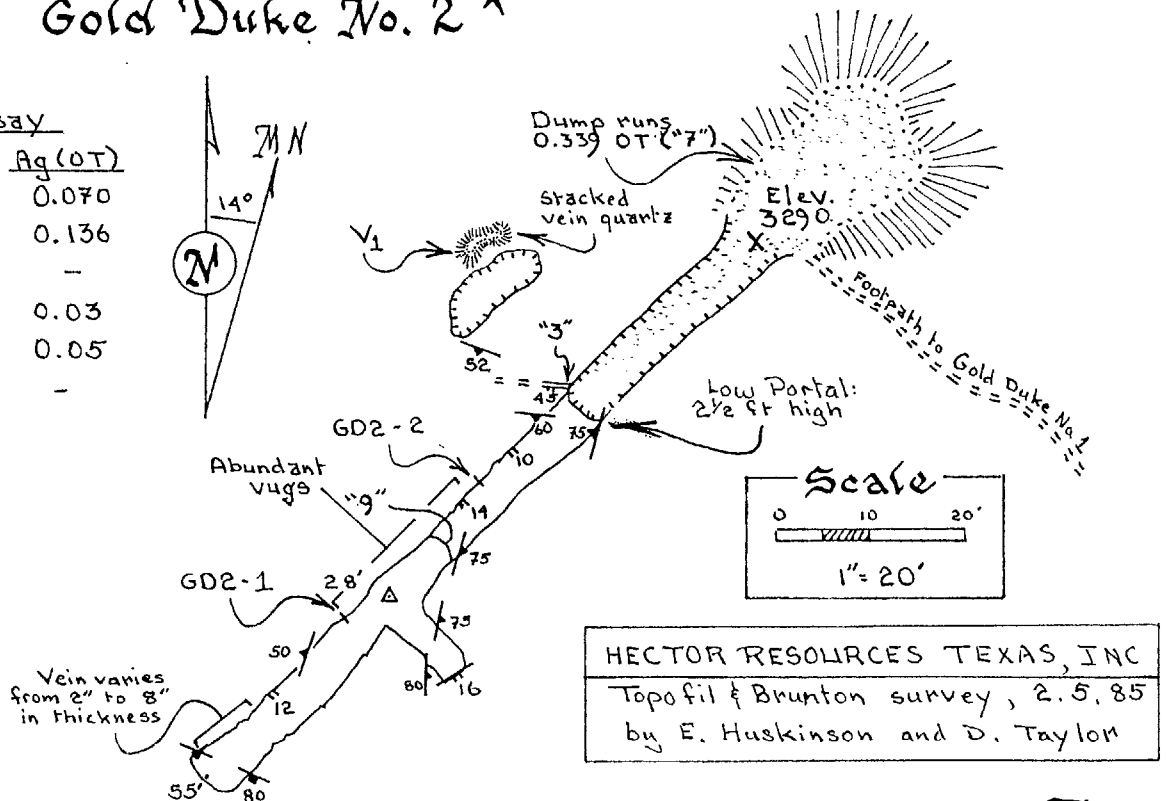 Gold Duke No. 2
Ag (OT)
0.070
0.136
-
0.03
0.05
-
MN
14°
N
Dump runs
0.339 OT ("7")
Stacked
vein quartz
V1
Elev.
3290
X
Footpath to Gold Duke No 1
"3"
52
45
60
75
Low Portal:
2½ ft high
GD2-2
10
Abundant
vugs
"9"
14
75
GD2-1
28'
75
50
80
16
Vein varies
from 2" to 8"
in thickness
12
55'
80
Scale
0 10 20'
1" = 20'
HECTOR RESOURCES TEXAS, INC
Topofil & Brunton survey, 2.5.85
by E. Huskinson and D. Taylor